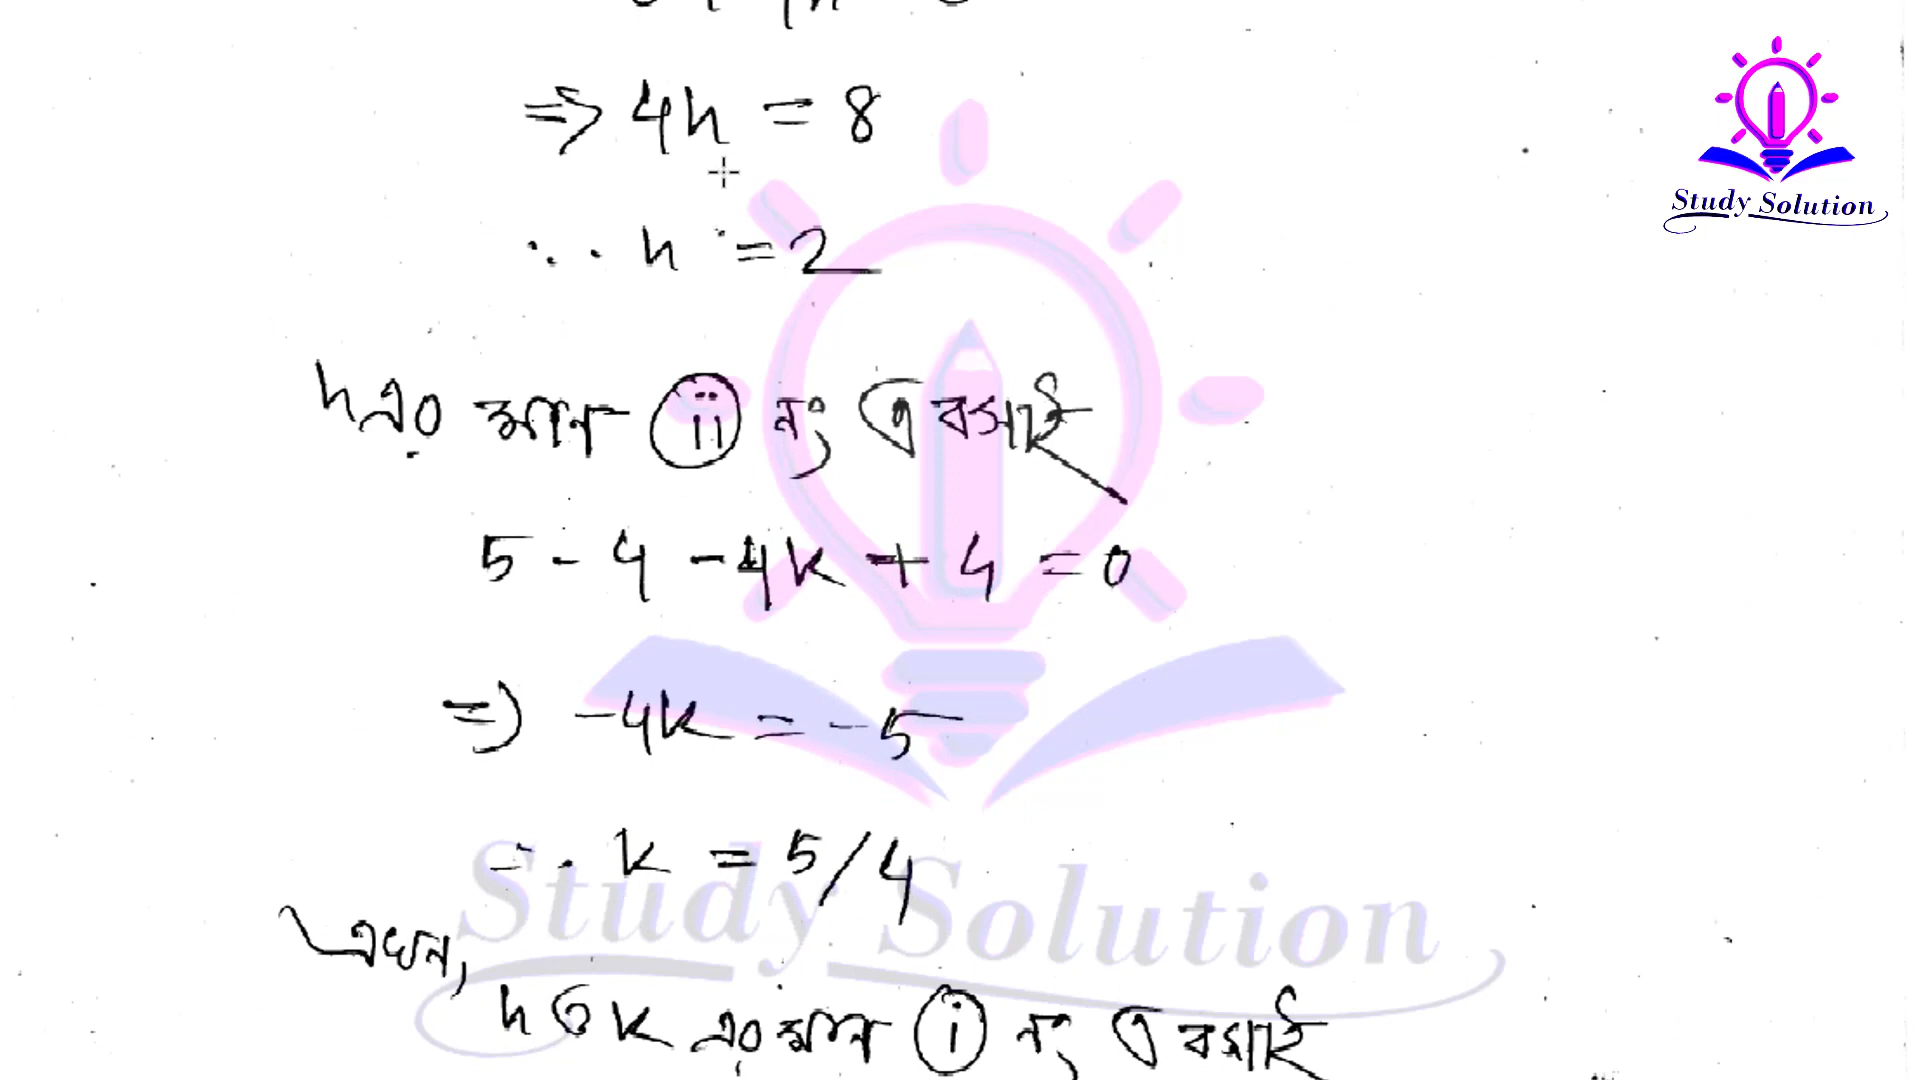 ⇒ 4h = 8
Study Solution
∴ h = 2
h এর মান (ii) নং এ বসাই
5 - 4 - 4k + 4 = 0
⇒ -4k = -5
∴ k = 5/4
Study Solution
এখন,
h ও k এর মান (i) নং এ বসাই